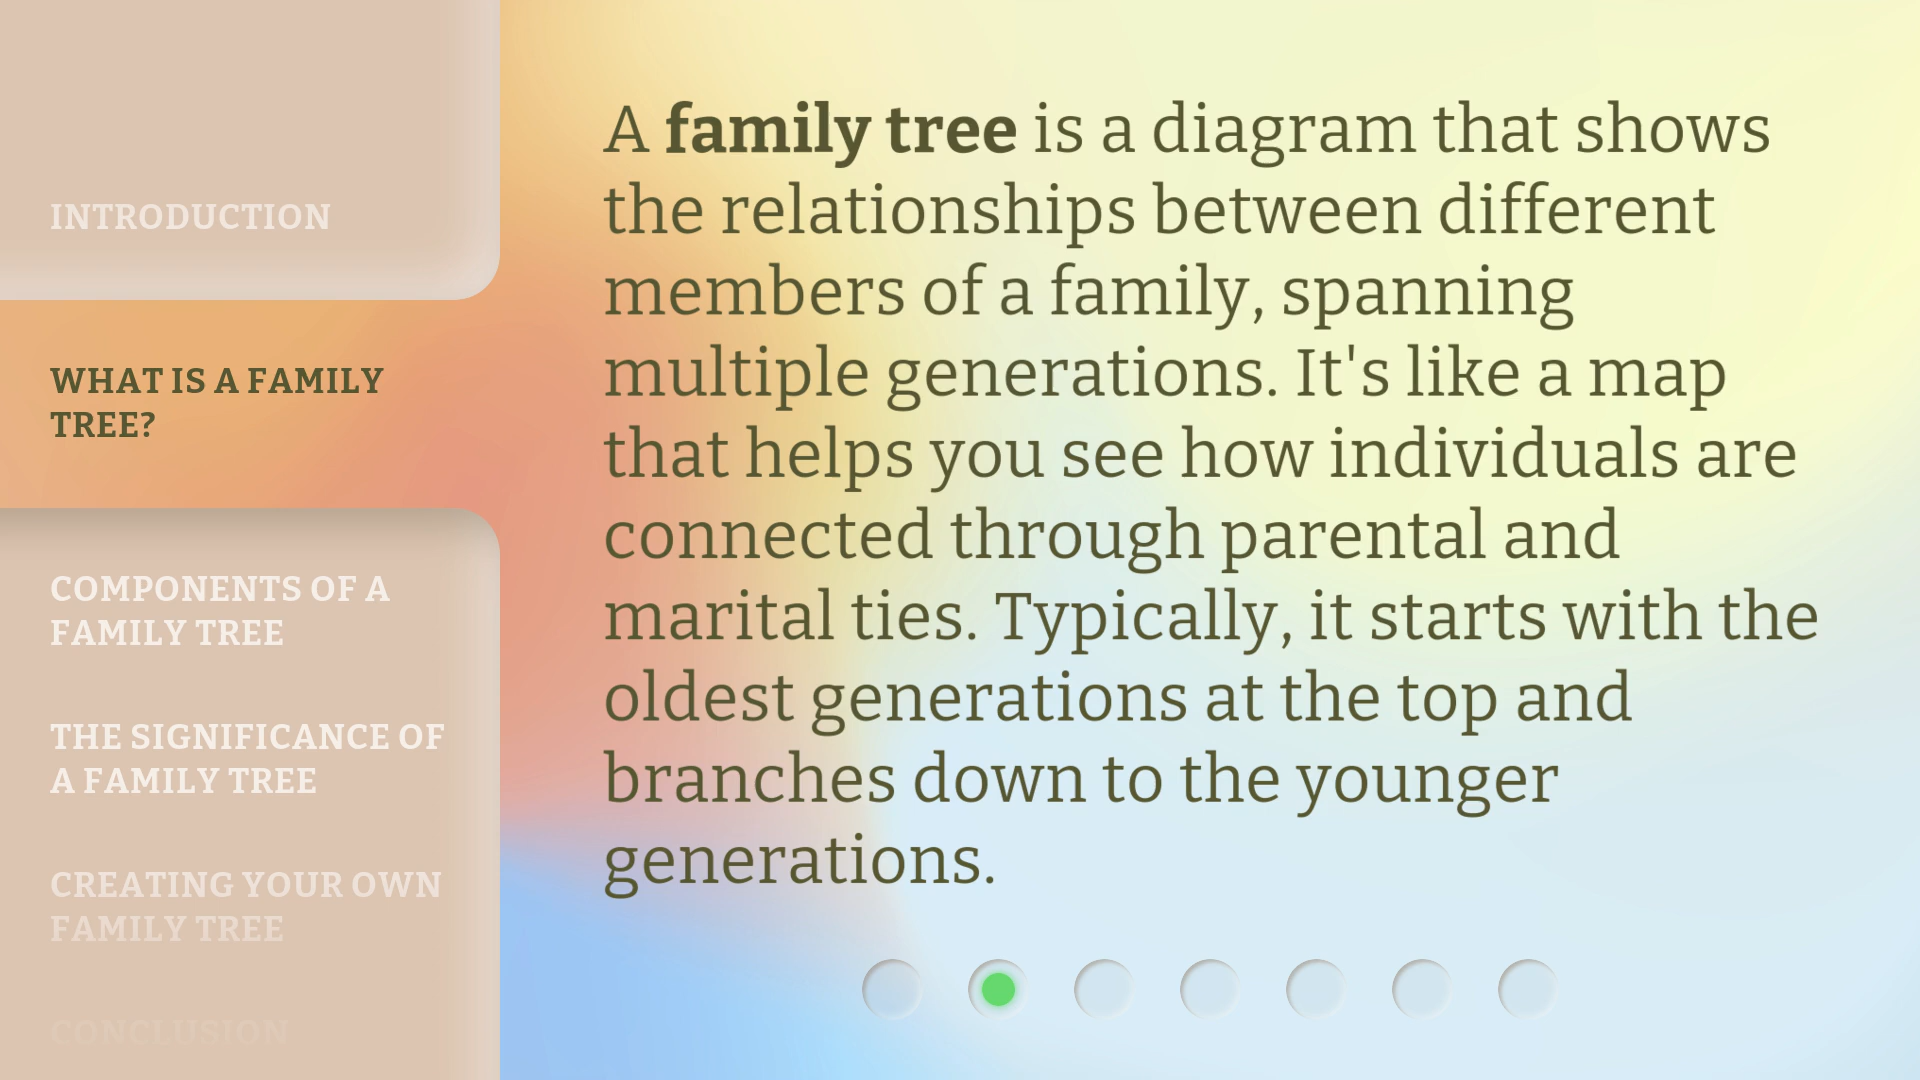 INTRODUCTION
WHAT IS A FAMILY
TREE?
COMPONENTS OF A
FAMILY TREE
THE SIGNIFICANCE OF
A FAMILY TREE
CREATING YOUR OWN
FAMILY TREE
CONCLUSION
A family tree is a diagram that shows
the relationships between different
members of a family, spanning
multiple generations. It's like a map
that helps you see how individuals are
connected through parental and
marital ties. Typically, it starts with the
oldest generations at the top and
branches down to the younger
generations.